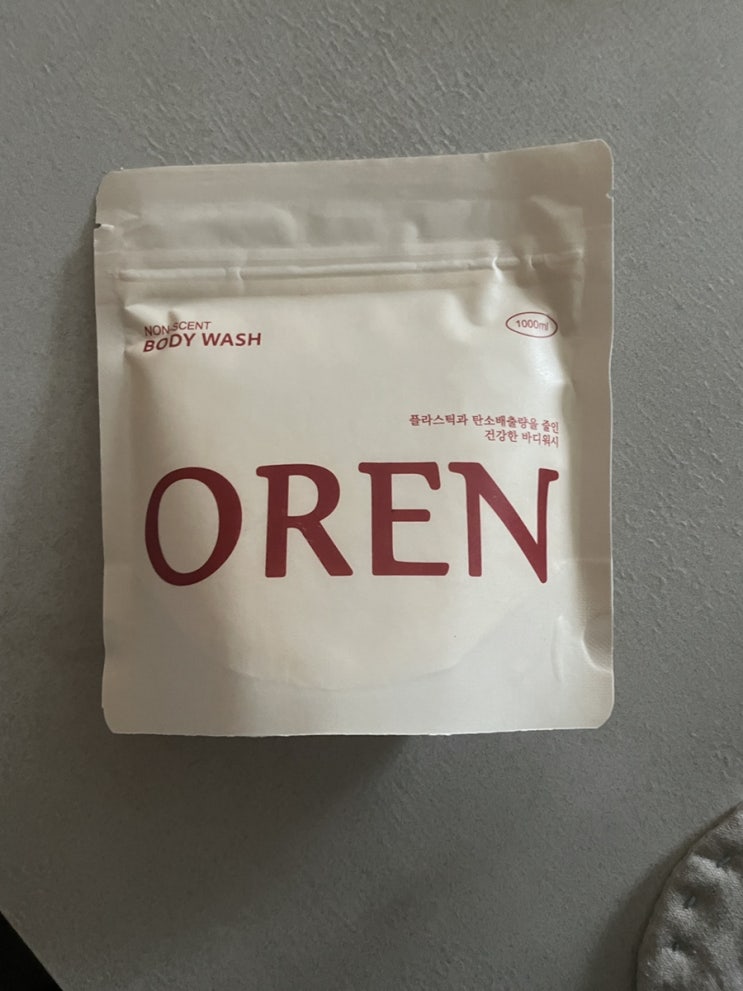 NON-SCENT
BODY WASH
1000ml
플라스틱과 탄소배출량을 줄인
건강한 바디워시
OREN